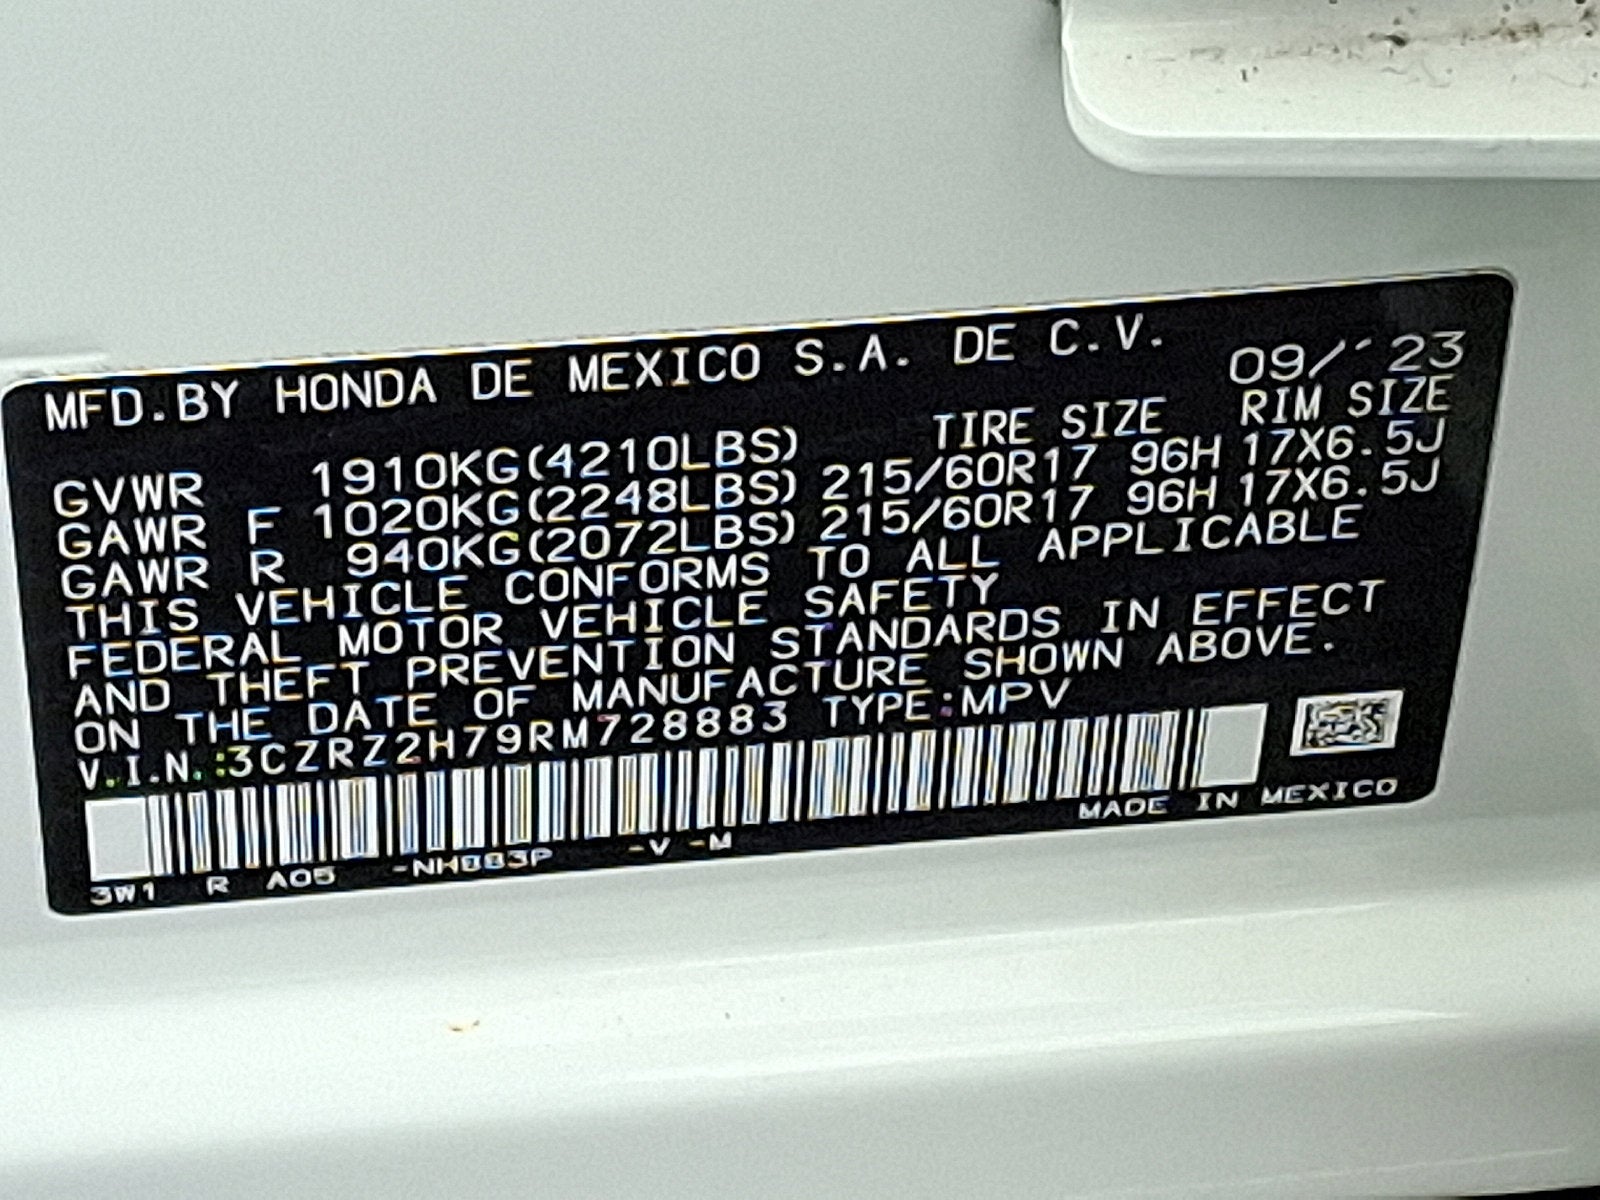 MFD.BY HONDA DE MEXICO S.A. DE C.V. 09/'23
TIRE SIZE RIM SIZE
GVWR 1910KG(4210LBS)
GAWR F 1020KG(2248LBS) 215/60R17 96H 17X6.5J
GAWR R 940KG(2072LBS) 215/60R17 96H 17X6.5J
THIS VEHICLE CONFORMS TO ALL APPLICABLE
FEDERAL MOTOR VEHICLE SAFETY
AND THEFT PREVENTION STANDARDS IN EFFECT
ON THE DATE OF MANUFACTURE SHOWN ABOVE.
V.I.N.:3CZRZ2H79RM728883 TYPE:MPV
3W1 R A05 -NH883P -V -M MADE IN MEXICO